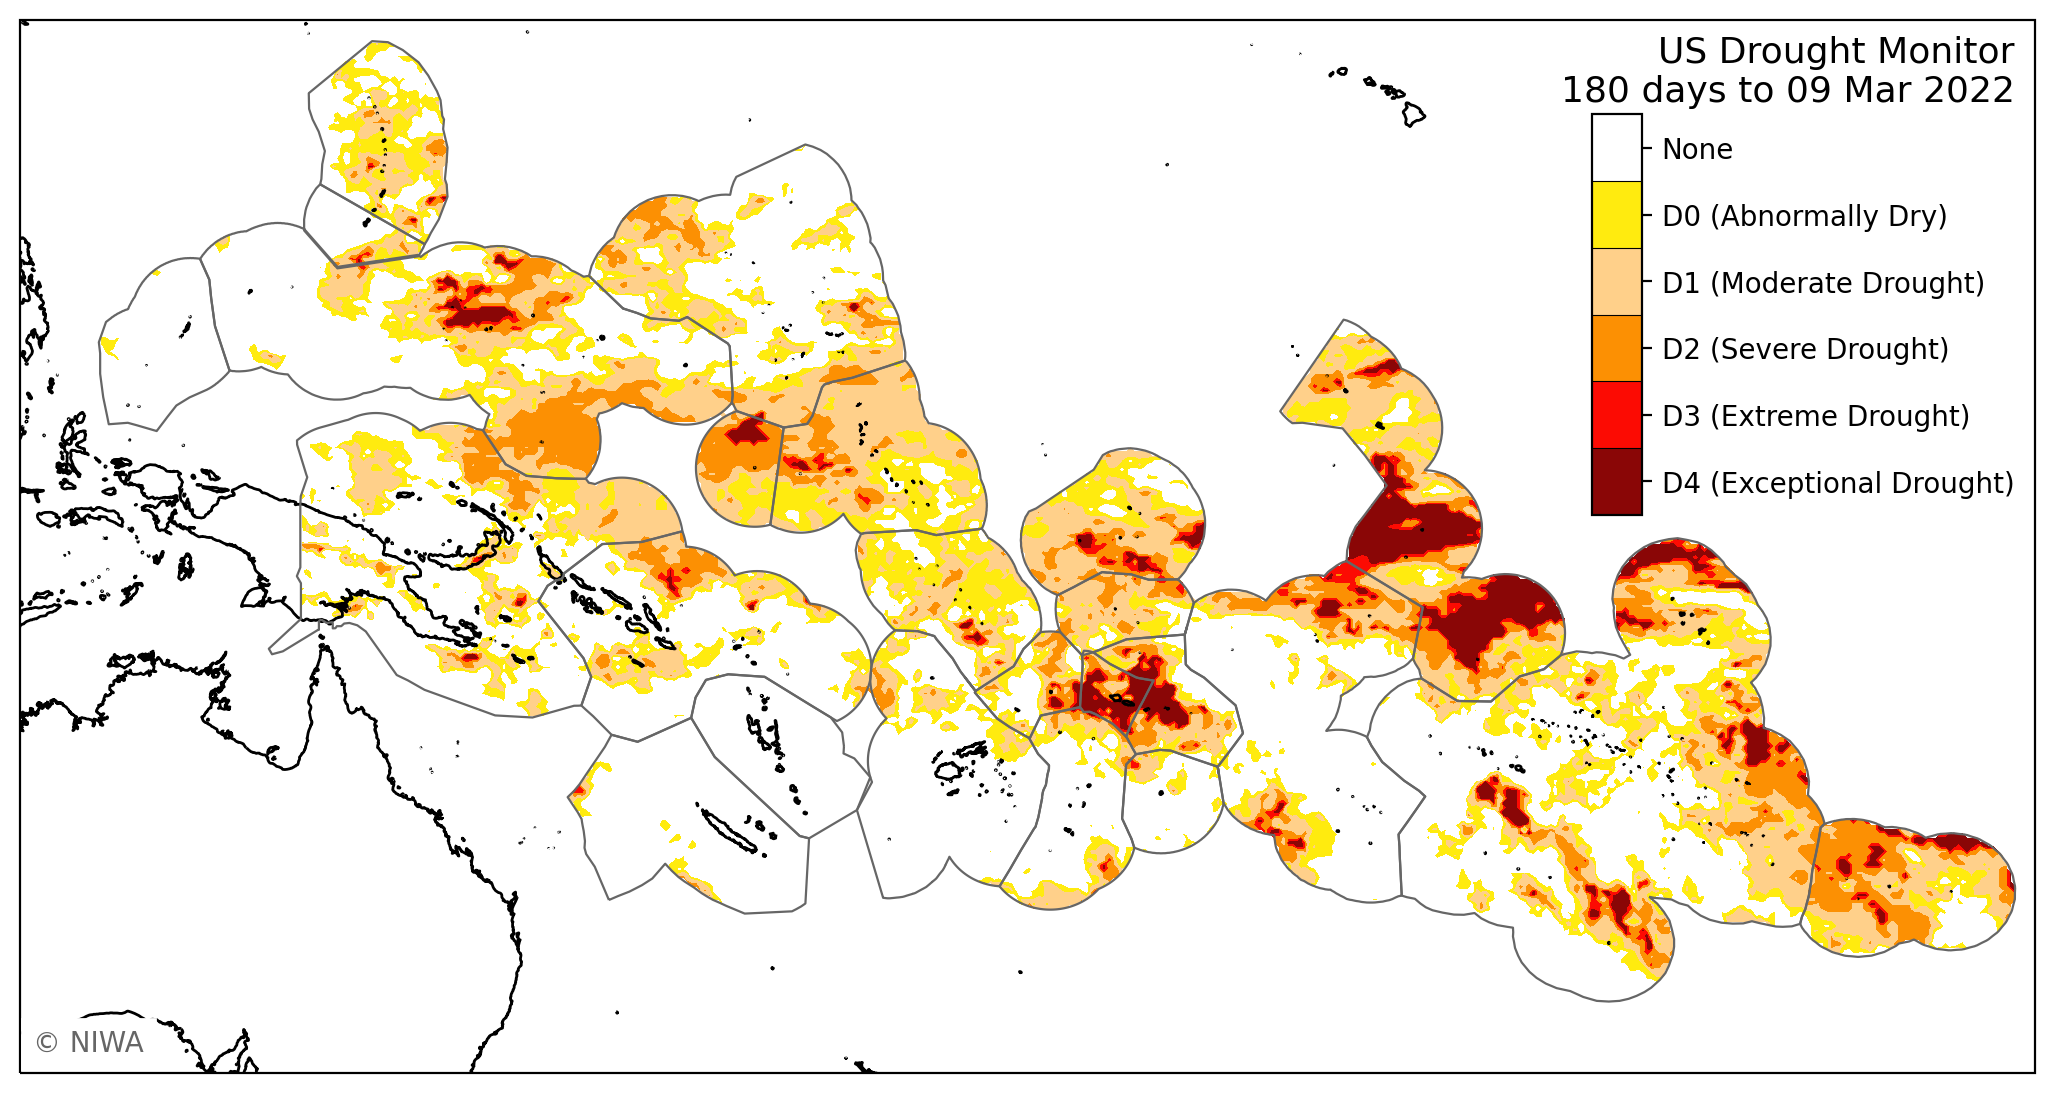 US Drought Monitor
180 days to 09 Mar 2022
None
D0 (Abnormally Dry)
D1 (Moderate Drought)
D2 (Severe Drought)
D3 (Extreme Drought)
D4 (Exceptional Drought)
© NIWA